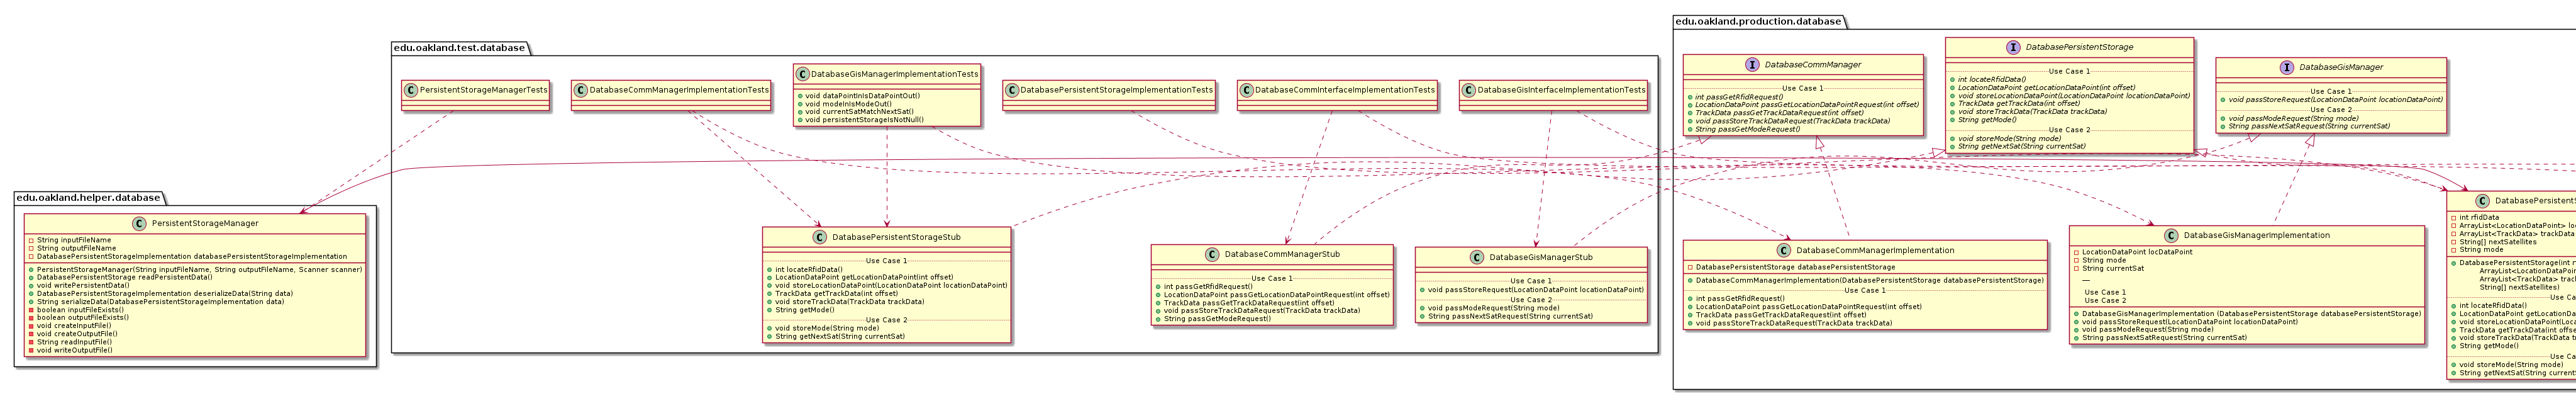 edu.oakland.helper.database
PersistentStorageManager
String inputFileName
String outputFileName
DatabasePersistentStorageImplementation databasePersistentStorageImplementation
PersistentStorageManager(String inputFileName, String outputFileName, Scanner scanner)
DatabasePersistentStorage readPersistentData()
void writePersistentData()
DatabasePersistentStorageImplementation deserializeData(String data)
String serializeData(DatabasePersistentStorageImplementation data)
boolean inputFileExists()
boolean outputFileExists()
void createInputFile()
void createOutputFile()
String readInputFile()
void writeOutputFile()
edu.oakland.test.database
PersistentStorageManagerTests
DatabaseCommManagerImplementationTests
DatabaseGisManagerImplementationTests
void dataPointInIsDataPointOut()
void modeInIsModeOut()
void currentSatMatchNextSat()
void persistentStorageIsNotNull()
DatabasePersistentStorageImplementationTests
DatabaseCommInterfaceImplementationTests
DatabaseGisInterfaceImplementationTests
DatabasePersistentStorageStub
Use Case 1
int locateRfidData()
LocationDataPoint getLocationDataPoint(int offset)
void storeLocationDataPoint(LocationDataPoint locationDataPoint)
TrackData getTrackData(int offset)
void storeTrackData(TrackData trackData)
String getMode()
Use Case 2
void storeMode(String mode)
String getNextSat(String currentSat)
DatabaseCommManagerStub
Use Case 1
int passGetRfidRequest()
LocationDataPoint passGetLocationDataPointRequest(int offset)
TrackData passGetTrackDataRequest(int offset)
void passStoreTrackDataRequest(TrackData trackData)
String passGetModeRequest()
DatabaseGisManagerStub
Use Case 1
void passStoreRequest(LocationDataPoint locationDataPoint)
Use Case 2
void passModeRequest(String mode)
String passNextSatRequest(String currentSat)
edu.oakland.production.database
DatabaseCommManager
Use Case 1
int passGetRfidRequest()
LocationDataPoint passGetLocationDataPointRequest(int offset)
TrackData passGetTrackDataRequest(int offset)
void passStoreTrackDataRequest(TrackData trackData)
String passGetModeRequest()
DatabasePersistentStorage
Use Case 1
int locateRfidData()
LocationDataPoint getLocationDataPoint(int offset)
void storeLocationDataPoint(LocationDataPoint locationDataPoint)
TrackData getTrackData(int offset)
void storeTrackData(TrackData trackData)
String getMode()
Use Case 2
void storeMode(String mode)
String getNextSat(String currentSat)
DatabaseGisManager
Use Case 1
void passStoreRequest(LocationDataPoint locationDataPoint)
Use Case 2
void passModeRequest(String mode)
String passNextSatRequest(String currentSat)
DatabaseCommManagerImplementation
DatabasePersistentStorage databasePersistentStorage
DatabaseCommManagerImplementation(DatabasePersistentStorage databasePersistentStorage)
Use Case 1
int passGetRfidRequest()
LocationDataPoint passGetLocationDataPointRequest(int offset)
TrackData passGetTrackDataRequest(int offset)
void passStoreTrackDataRequest(TrackData trackData)
DatabaseGisManagerImplementation
LocationDataPoint locDataPoint
String mode
String currentSat
Use Case 1
Use Case 2
DatabaseGisManagerImplementation (DatabasePersistentStorage databasePersistentStorage)
void passStoreRequest(LocationDataPoint locationDataPoint)
void passModeRequest(String mode)
String passNextSatRequest(String currentSat)
DatabasePersistentS
int rfidData
ArrayList<LocationDataPoint> lo
ArrayList<TrackData> trackData
String[] nextSatellites
String mode
DatabasePersistentStorage(int r
ArrayList<LocationDataPoin
ArrayList<TrackData> track
String[] nextSatellites)
Use Ca
int locateRfidData()
LocationDataPoint getLocationDa
void storeLocationDataPoint(Loc
TrackData getTrackData(int offse
void storeTrackData(TrackData tr
String getMode()
Use Ca
void storeMode(String mode)
String getNextSat(String current